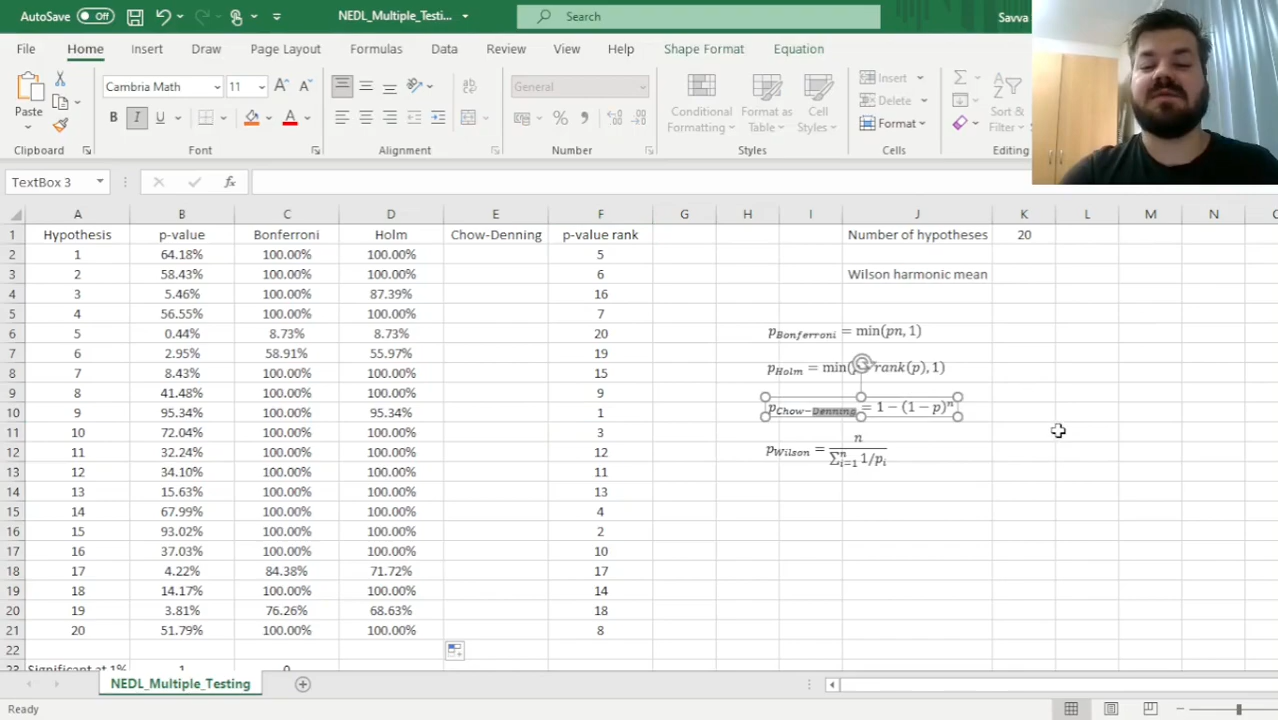 AutoSave Off NEDL_Multiple_Testi... Search Savva
File Home Insert Draw Page Layout Formulas Data Review View Help Shape Format Equation
Paste Cambria Math 11 General Conditional Formatting Format as Table Cell Styles Insert Delete Format Sort & Filter
Clipboard Font Alignment Number Styles Cells Editing
TextBox 3 fx
A B C D E F G H I J K L M N
1 Hypothesis p-value Bonferroni Holm Chow-Denning p-value rank Number of hypotheses 20
2 1 64.18% 100.00% 100.00% 5
3 2 58.43% 100.00% 100.00% 6 Wilson harmonic mean
4 3 5.46% 100.00% 87.39% 16
5 4 56.55% 100.00% 100.00% 7
6 5 0.44% 8.73% 8.73% 20 p_Bonferroni = min(pn, 1)
7 6 2.95% 58.91% 55.97% 19
8 7 8.43% 100.00% 100.00% 15 p_Holm = min( rank(p), 1)
9 8 41.48% 100.00% 100.00% 9
10 9 95.34% 100.00% 95.34% 1 p_Chow-Denning = 1 − (1 − p)^n
11 10 72.04% 100.00% 100.00% 3
12 11 32.24% 100.00% 100.00% 12 p_Wilson = n / ∑_{i=1}^{n} 1/p_i
13 12 34.10% 100.00% 100.00% 11
14 13 15.63% 100.00% 100.00% 13
15 14 67.99% 100.00% 100.00% 4
16 15 93.02% 100.00% 100.00% 2
17 16 37.03% 100.00% 100.00% 10
18 17 4.22% 84.38% 71.72% 17
19 18 14.17% 100.00% 100.00% 14
20 19 3.81% 76.26% 68.63% 18
21 20 51.79% 100.00% 100.00% 8
22
23 Significant at 1% 1 0
NEDL_Multiple_Testing
Ready